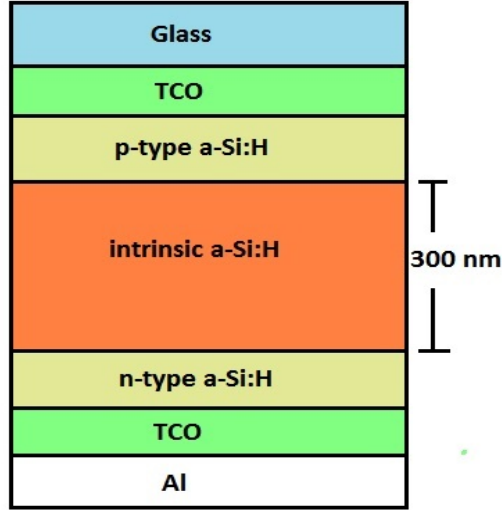 Glass
TCO
p-type a-Si:H
intrinsic a-Si:H
300 nm
n-type a-Si:H
TCO
Al